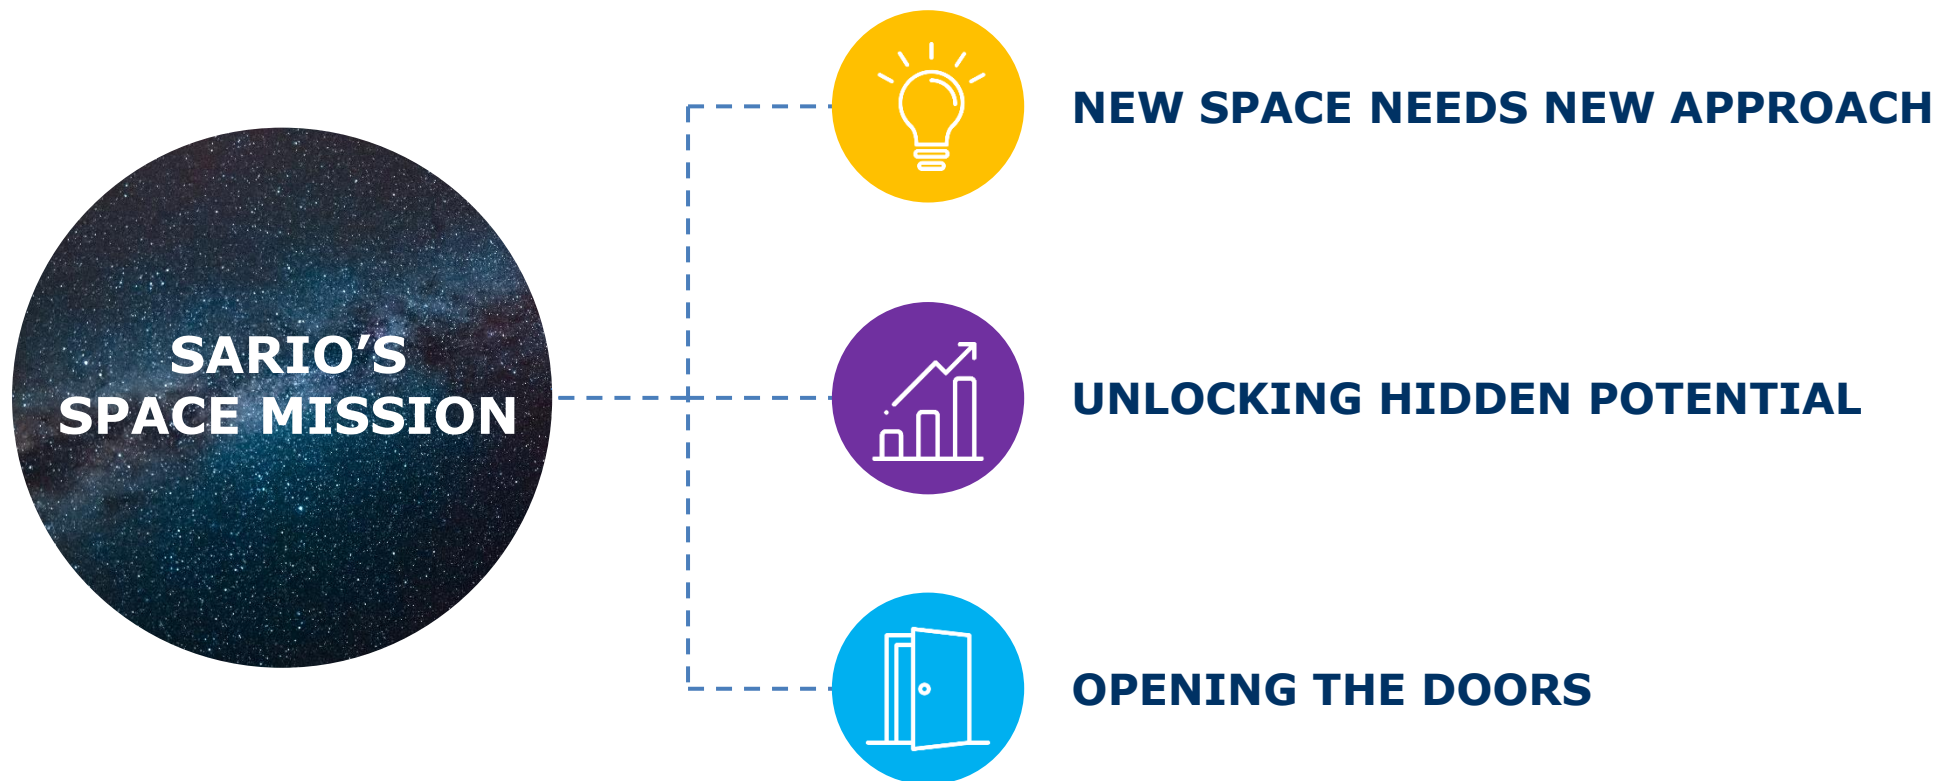 SARIO’S
SPACE MISSION
NEW SPACE NEEDS NEW APPROACH
UNLOCKING HIDDEN POTENTIAL
OPENING THE DOORS